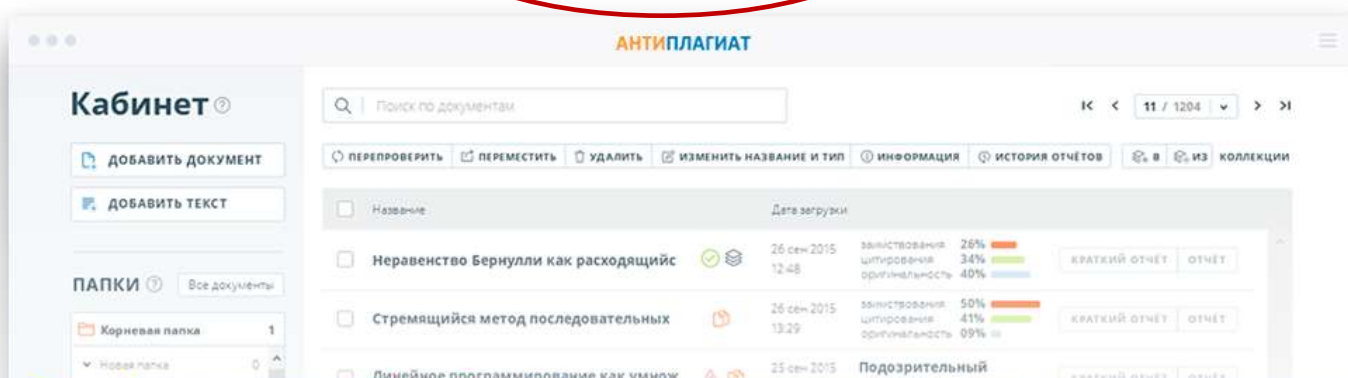 АНТИПЛАГИАТ
Кабинет
Поиск по документам
11 / 1204
ДОБАВИТЬ ДОКУМЕНТ
ПЕРЕПРОВЕРИТЬ ПЕРЕМЕСТИТЬ УДАЛИТЬ ИЗМЕНИТЬ НАЗВАНИЕ И ТИП ИНФОРМАЦИЯ ИСТОРИЯ ОТЧЁТОВ В ИЗ КОЛЛЕКЦИИ
ДОБАВИТЬ ТЕКСТ
Название Дата загрузки
Неравенство Бернулли как расходящийс
26 сен 2015
12:48
заимствования 26%
цитирования 34%
оригинальность 40%
КРАТКИЙ ОТЧЁТ ОТЧЁТ
ПАПКИ Все документы
Корневая папка 1
Новая папка 0
Стремящийся метод последовательных
26 сен 2015
13:29
заимствования 50%
цитирования 41%
оригинальность 09%
КРАТКИЙ ОТЧЁТ ОТЧЁТ
Линейное программирование как умнож
25 сен 2015
Подозрительный
КРАТКИЙ ОТЧЁТ ОТЧЁТ